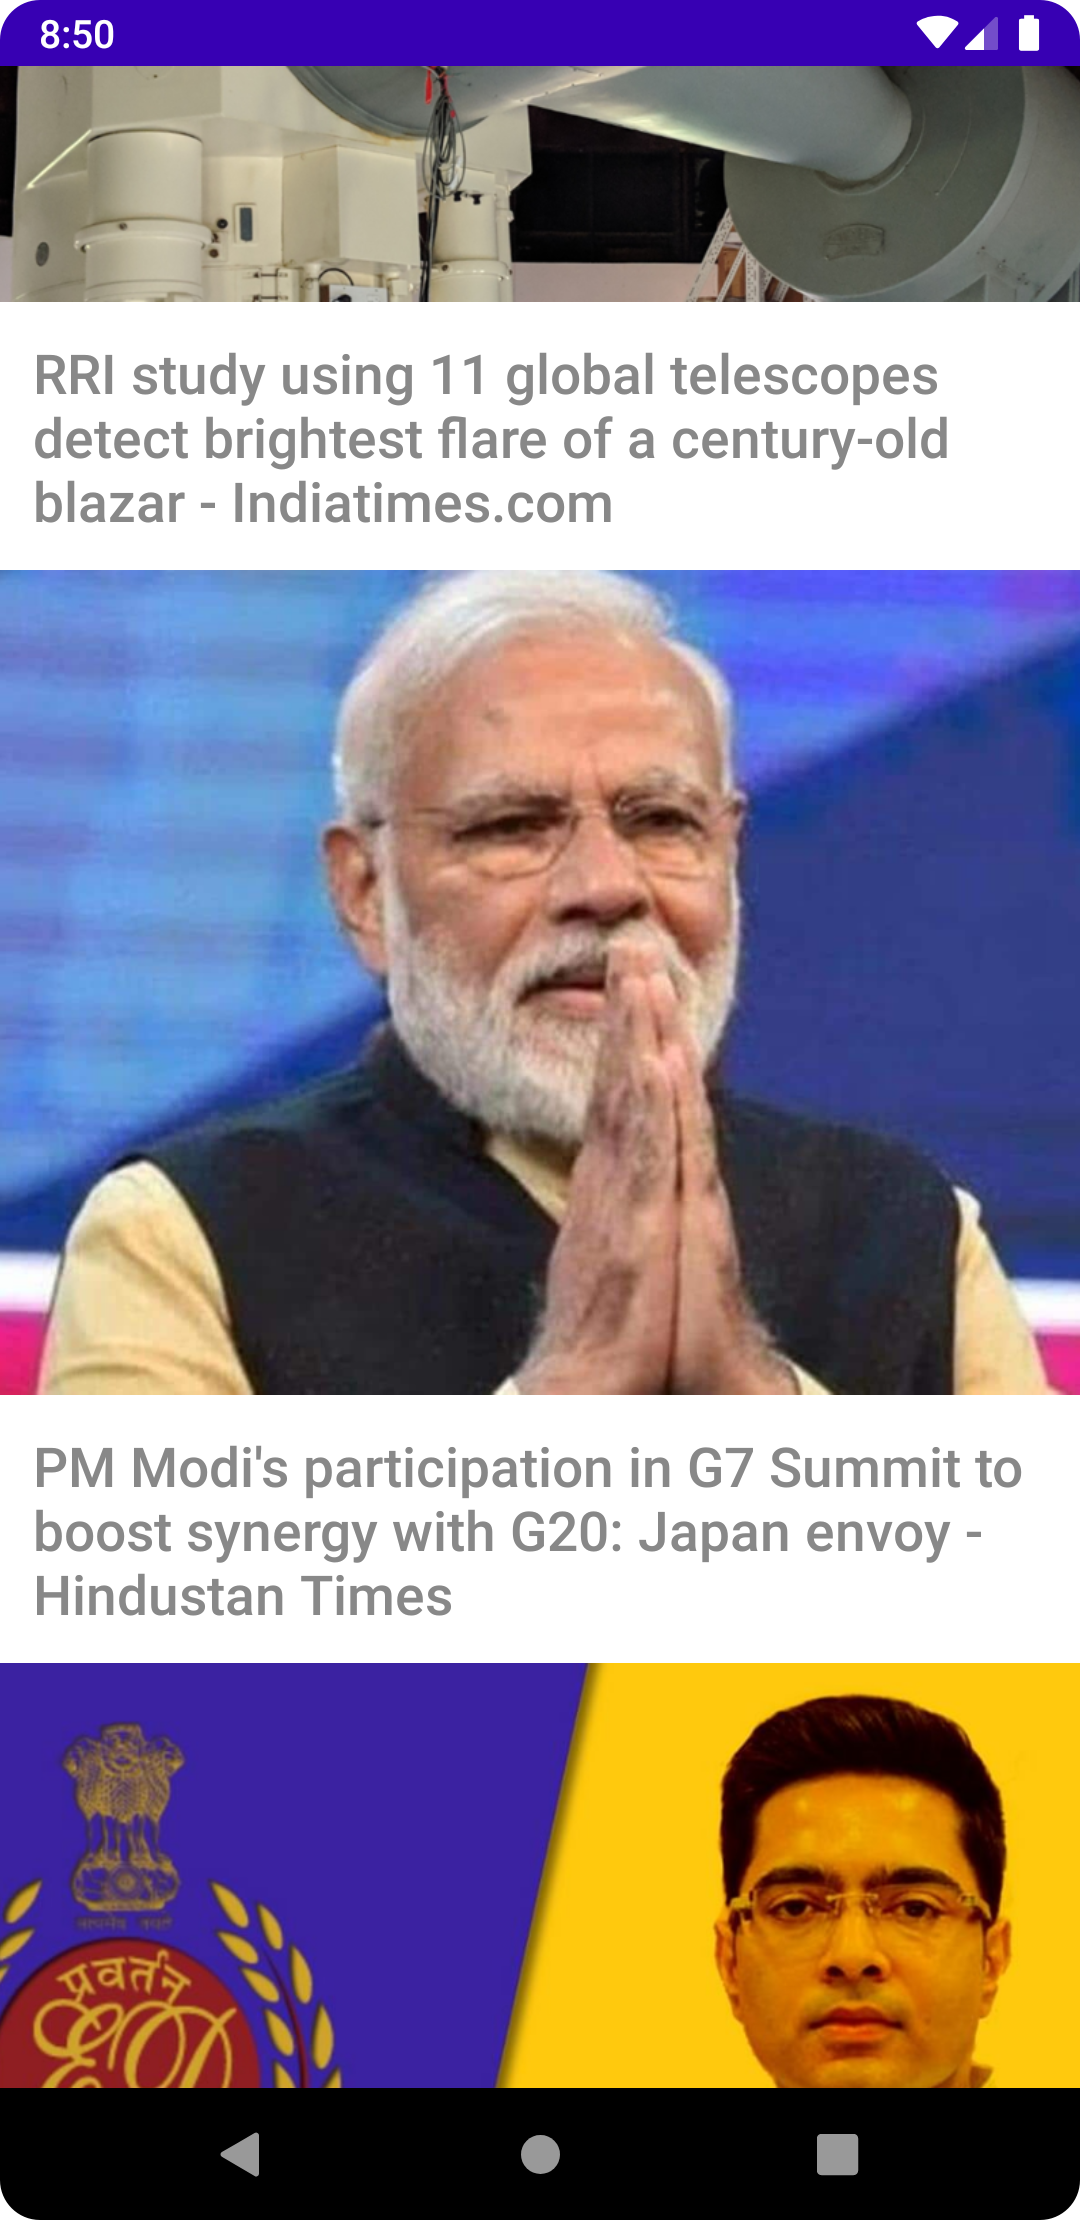 8:50
RRI study using 11 global telescopes
detect brightest flare of a century-old
blazar - Indiatimes.com
PM Modi's participation in G7 Summit to
boost synergy with G20: Japan envoy -
Hindustan Times
प्रवर्तन
ED